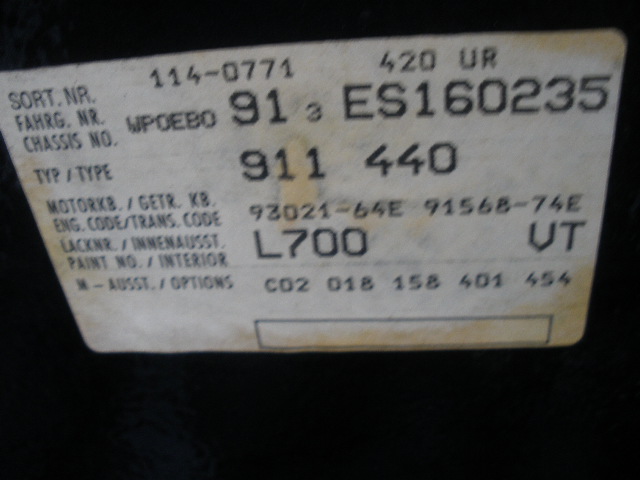 114-0771 420 UR
SORT. NR.
FAHRG. NR. WP0EB0 91 3 ES160235
CHASSIS NO.
TYP / TYPE 911 440
MOTORKB. / GETR. KB. 93021-64E 91568-74E
ENG. CODE/TRANS. CODE
LACKNR. / INNENAUSST. L700 VT
PAINT NO. / INTERIOR
M - AUSST. / OPTIONS C02 018 158 401 454